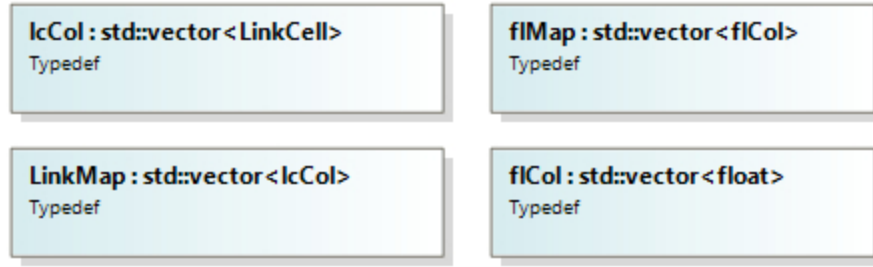 lcCol : std::vector<LinkCell>
Typedef
flMap : std::vector<flCol>
Typedef
LinkMap : std::vector<lcCol>
Typedef
flCol : std::vector<float>
Typedef